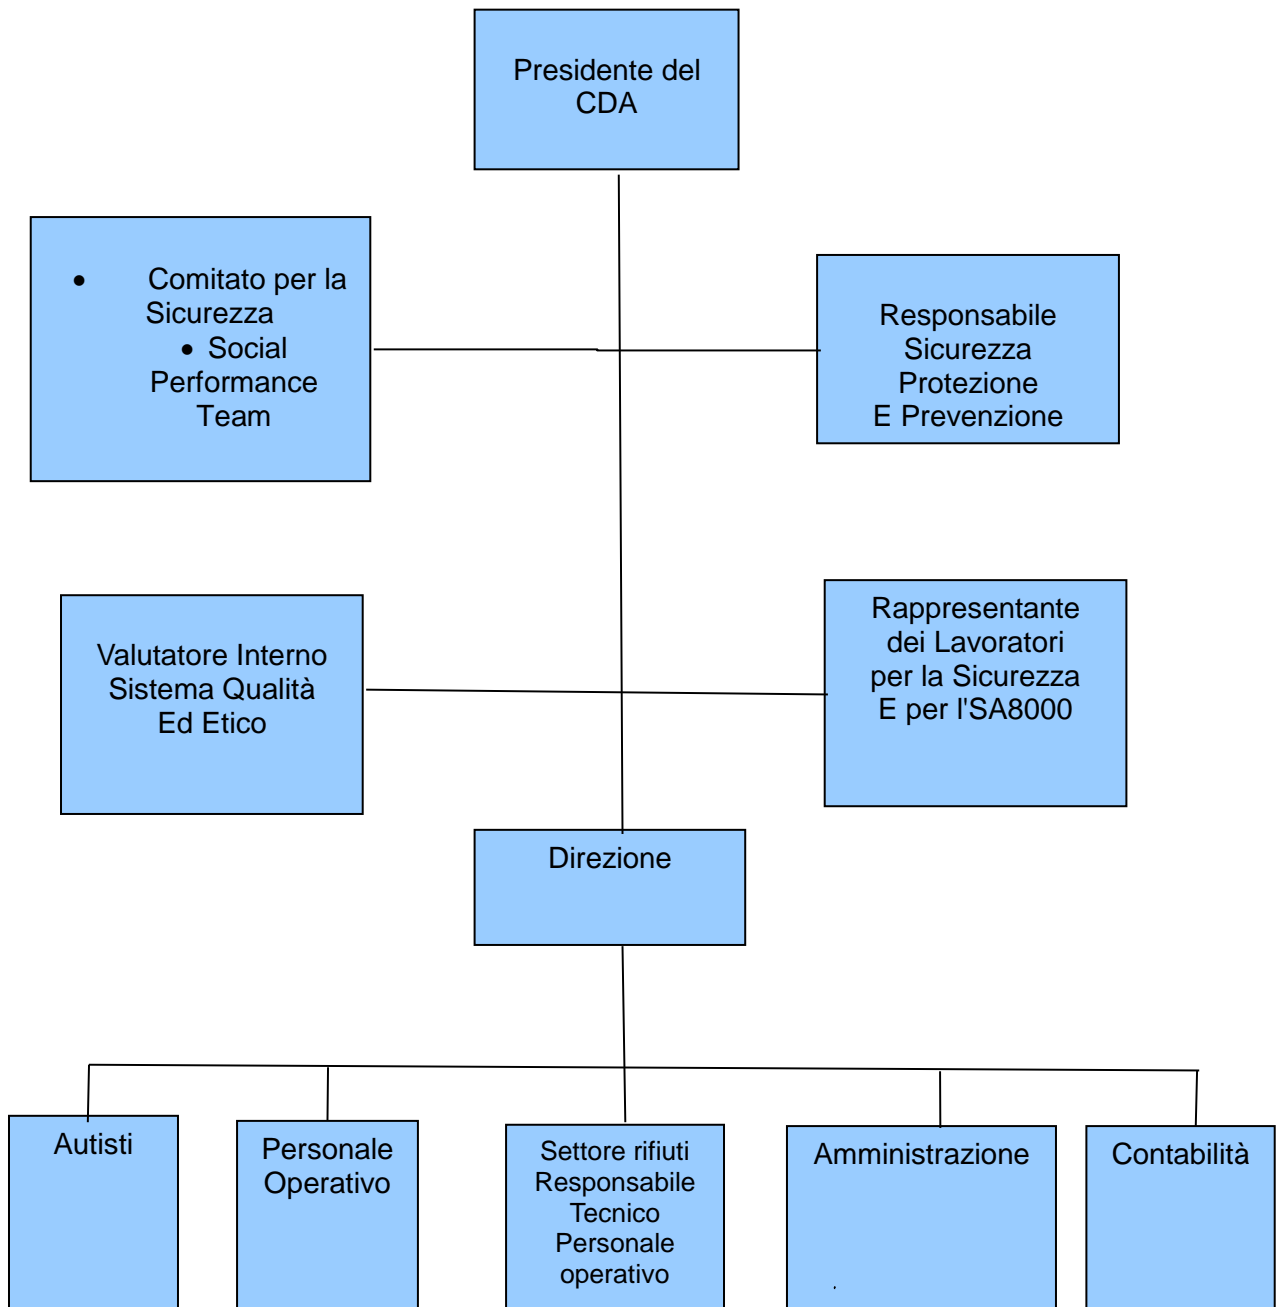 Presidente del
CDA
• Comitato per la
Sicurezza
• Social
Performance
Team
Responsabile
Sicurezza
Protezione
E Prevenzione
Valutatore Interno
Sistema Qualità
Ed Etico
Rappresentante
dei Lavoratori
per la Sicurezza
E per l'SA8000
Direzione
Autisti
Personale
Operativo
Settore rifiuti
Responsabile
Tecnico
Personale
operativo
Amministrazione
.
Contabilità